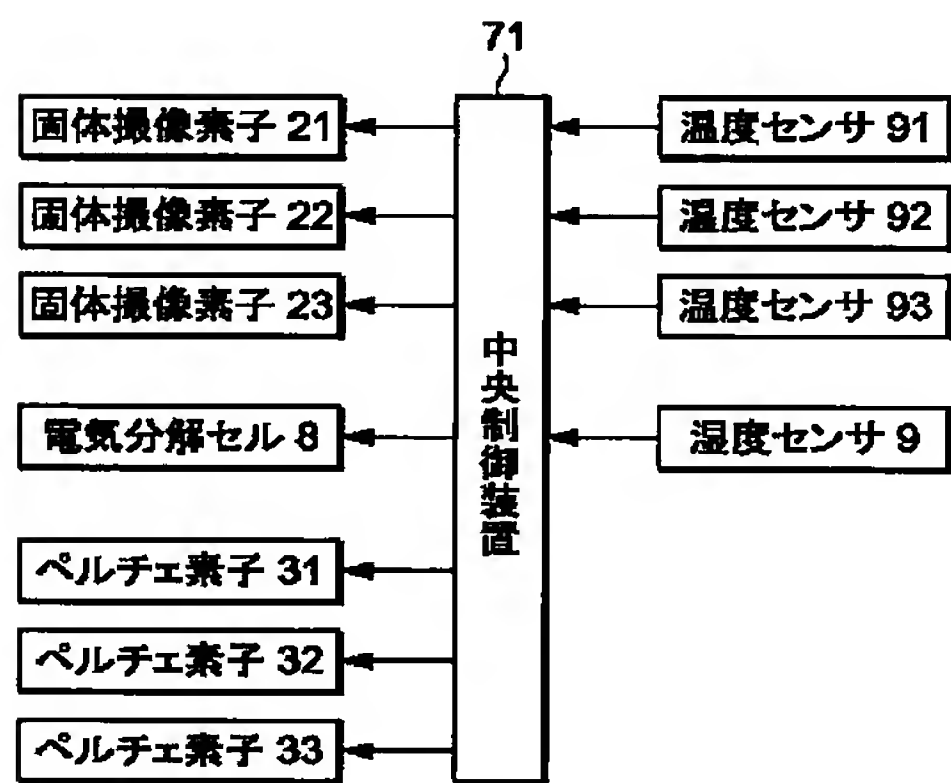 71
固体撮像素子 21
固体撮像素子 22
固体撮像素子 23
電気分解セル 8
ペルチェ素子 31
ペルチェ素子 32
ペルチェ素子 33
中央制御装置
温度センサ 91
温度センサ 92
温度センサ 93
湿度センサ 9